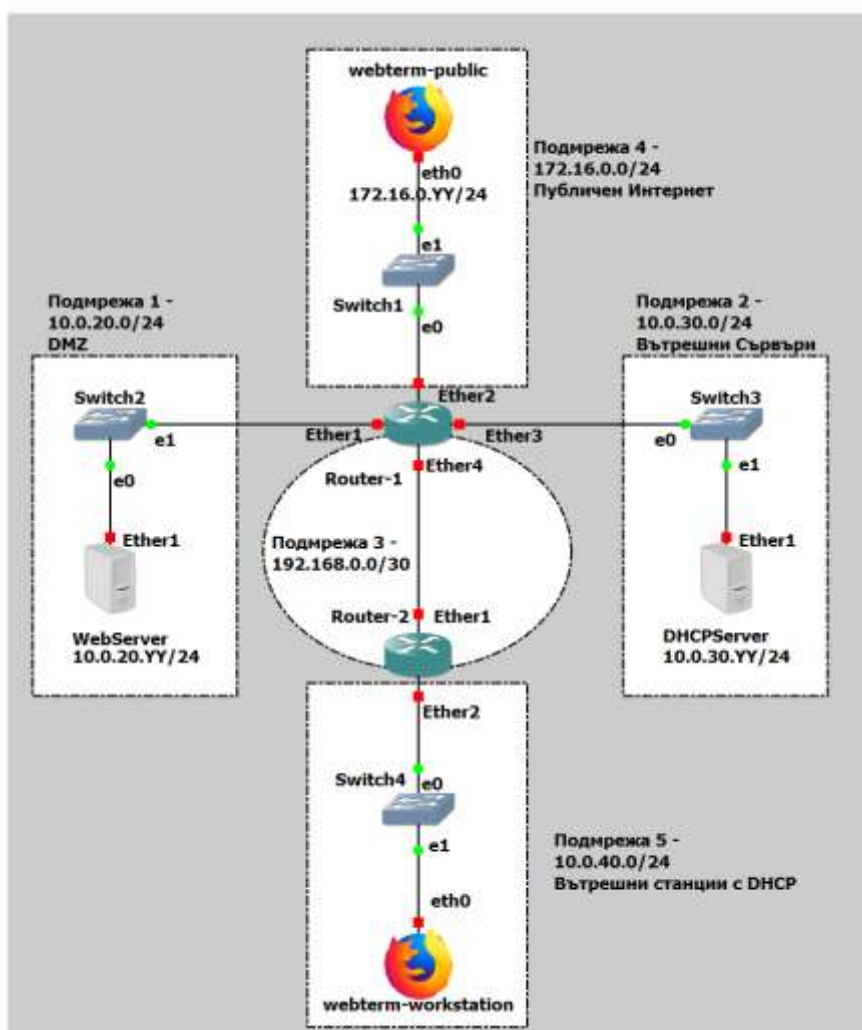 webterm-public
eth0
172.16.0.YY/24
Подмрежа 4 -
172.16.0.0/24
Публичен Интернет
e1
Switch1
e0
Подмрежа 1 -
10.0.20.0/24
DMZ
Switch2
e1
e0
Ether1
WebServer
10.0.20.YY/24
Подмрежа 2 -
10.0.30.0/24
Вътрешни Сървъри
Switch3
e0
e1
Ether1
DHCPServer
10.0.30.YY/24
Ether2
Ether1
Ether3
Router-1
Ether4
Подмрежа 3 -
192.168.0.0/30
Router-2
Ether1
Ether2
Switch4
e0
e1
eth0
webterm-workstation
Подмрежа 5 -
10.0.40.0/24
Вътрешни станции с DHCP